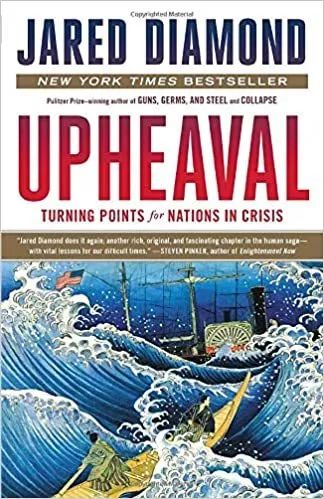 JARED DIAMOND
NEW YORK TIMES BESTSELLER
Pulitzer Prize–winning author of GUNS, GERMS, AND STEEL and COLLAPSE
UPHEAVAL
TURNING POINTS for NATIONS IN CRISIS
"Jared Diamond does it again; another rich, original, and fascinating chapter in the human saga—
with vital lessons for our difficult times." —STEVEN PINKER, author of Enlightenment Now